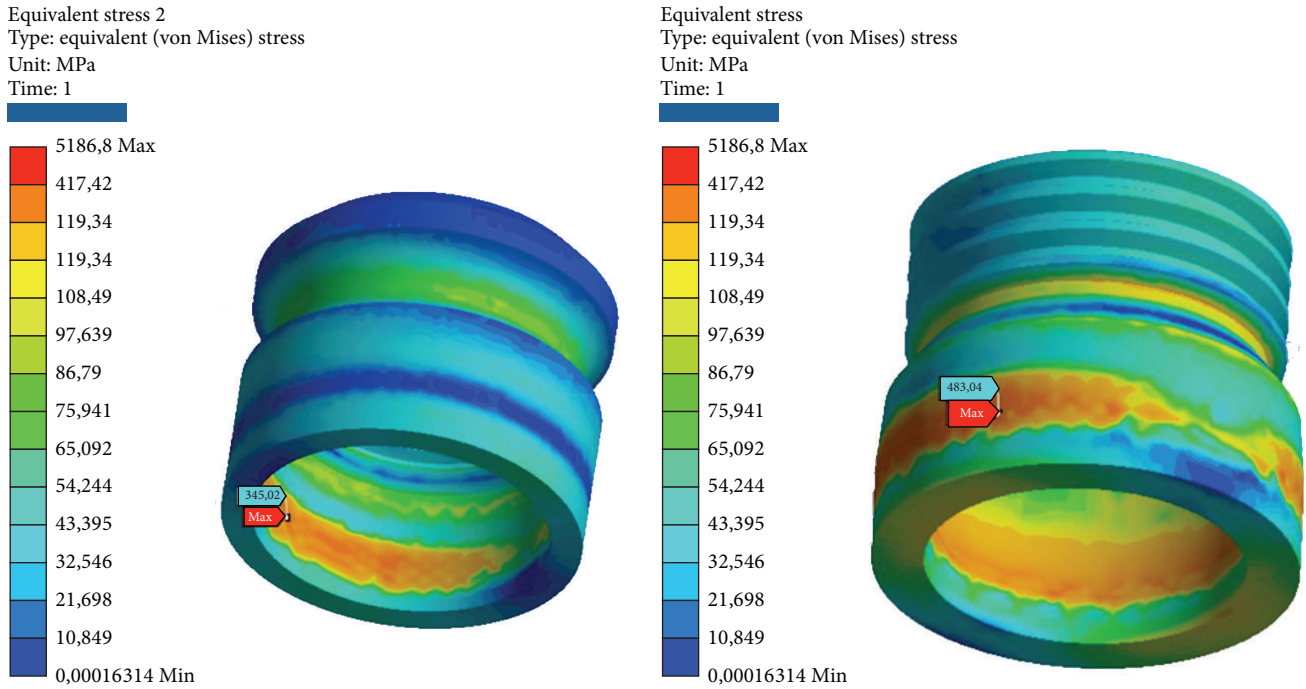 Equivalent stress 2
Type: equivalent (von Mises) stress
Unit: MPa
Time: 1
5186,8 Max
417,42
119,34
119,34
108,49
97,639
86,79
75,941
65,092
54,244
43,395
32,546
21,698
10,849
0,00016314 Min
345,02
Max
Equivalent stress
Type: equivalent (von Mises) stress
Unit: MPa
Time: 1
5186,8 Max
417,42
119,34
119,34
108,49
97,639
86,79
75,941
65,092
54,244
43,395
32,546
21,698
10,849
0,00016314 Min
483,04
Max